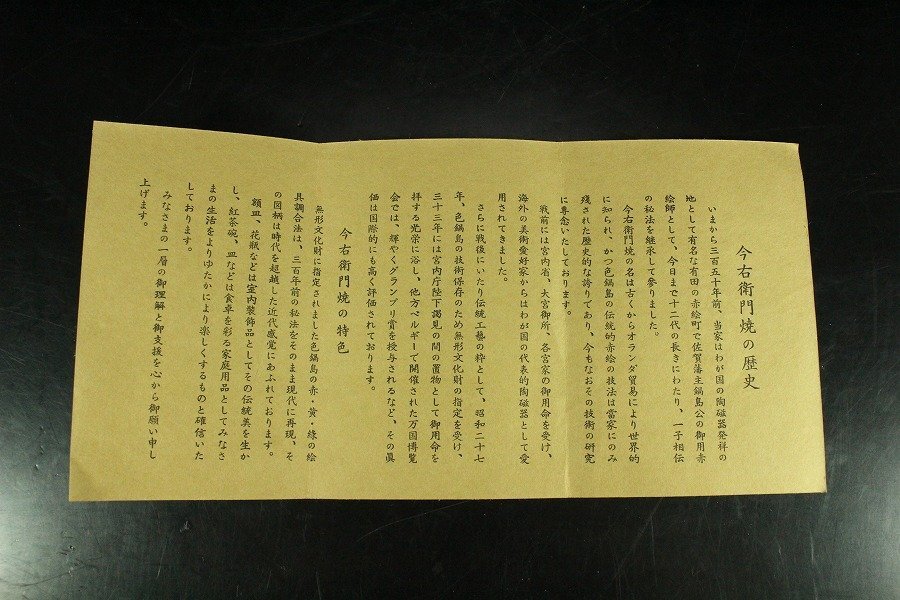 今右衛門焼の歴史
いまから三百五十年前、当家はわが国の陶磁器発祥の
地として有名な有田の赤絵町で佐賀藩主鍋島公の御用赤
絵師として、今日まで十二代の長きにわたり、一子相伝
の秘法を継承して參りました。
今右衛門焼の名は古くからオランダ貿易により世界的
に知られ、かつ色鍋島の伝統的赤絵の技法は當家にのみ
残された歴史的な誇りであり、今もなおその技術の研究
に専念いたしております。
戦前には宮内省、大宮御所、各宮家の御用命を受け、
海外の美術愛好家からはわが国の代表的陶磁器として愛
用されてきました。
さらに戦後にいたり伝統工藝の粋として、昭和二十七
年、色鍋島の技術保存のため無形文化財の指定を受け、
三十三年には宮内庁陛下謁見の間の置物として御用命を
拝する光栄に浴し、他方ベルギーで開催された万国博覧
会では、輝やくグランプリ賞を授与されるなど、その真
価は国際的にも高く評価されております。
今右衛門焼の特色
無形文化財に指定されました色鍋島の赤・黄・緑の絵
具調合法は、三百年前の秘法をそのまま現代に再現、そ
の図柄は時代を超越した近代感覚にあふれております。
額皿、花瓶などは室内装飾品としてその伝統美を生か
し、紅茶碗、皿などは食卓を彩る家庭用品としてみなさ
まの生活をよりゆたかにより楽しくするものと確信いた
しております。
みなさまの一層の御理解と御支援を心から御願い申し
上げます。